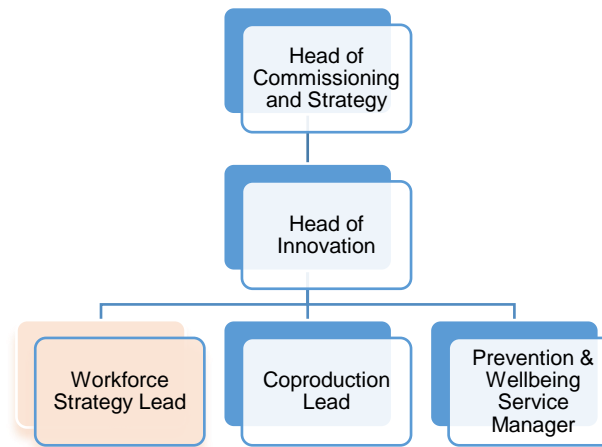 Head of
Commissioning
and Strategy
Head of
Innovation
Workforce
Strategy Lead
Coproduction
Lead
Prevention &
Wellbeing
Service
Manager